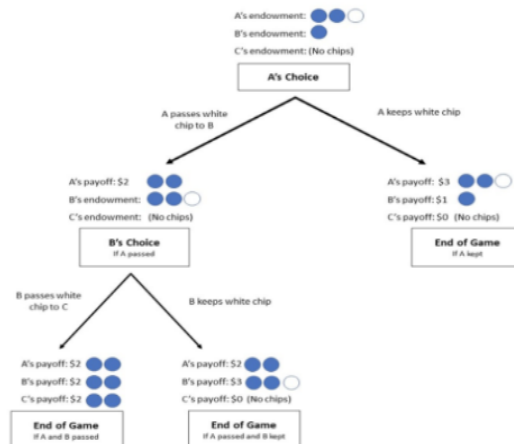 A's endowment:
B's endowment:
C's endowment: (No chips)
A's Choice
A passes white
chip to B
A keeps white chip
A's payoff: $2
B's endowment:
C's endowment: (No chips)
B's Choice
If A passed
A's payoff: $3
B's payoff: $1
C's payoff: $0 (No chips)
End of Game
If A kept
B passes white
chip to C
B keeps white chip
A's payoff: $2
B's payoff: $2
C's payoff: $2
End of Game
If A and B passed
A's payoff: $2
B's payoff: $3
C's payoff: $0 (No chips)
End of Game
If A passed and B kept